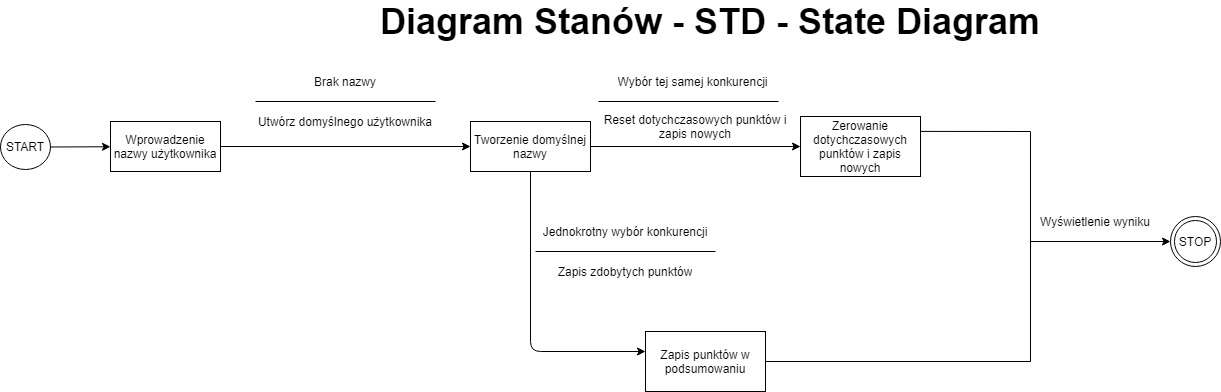 Diagram Stanów - STD - State Diagram
Brak nazwy
Utwórz domyślnego użytkownika
Wybór tej samej konkurencji
Reset dotychczasowych punktów i
zapis nowych
START
Wprowadzenie
nazwy użytkownika
Tworzenie domyślnej
nazwy
Zerowanie
dotychczasowych
punktów i zapis
nowych
Jednokrotny wybór konkurencji
Zapis zdobytych punktów
Wyświetlenie wyniku
STOP
Zapis punktów w
podsumowaniu